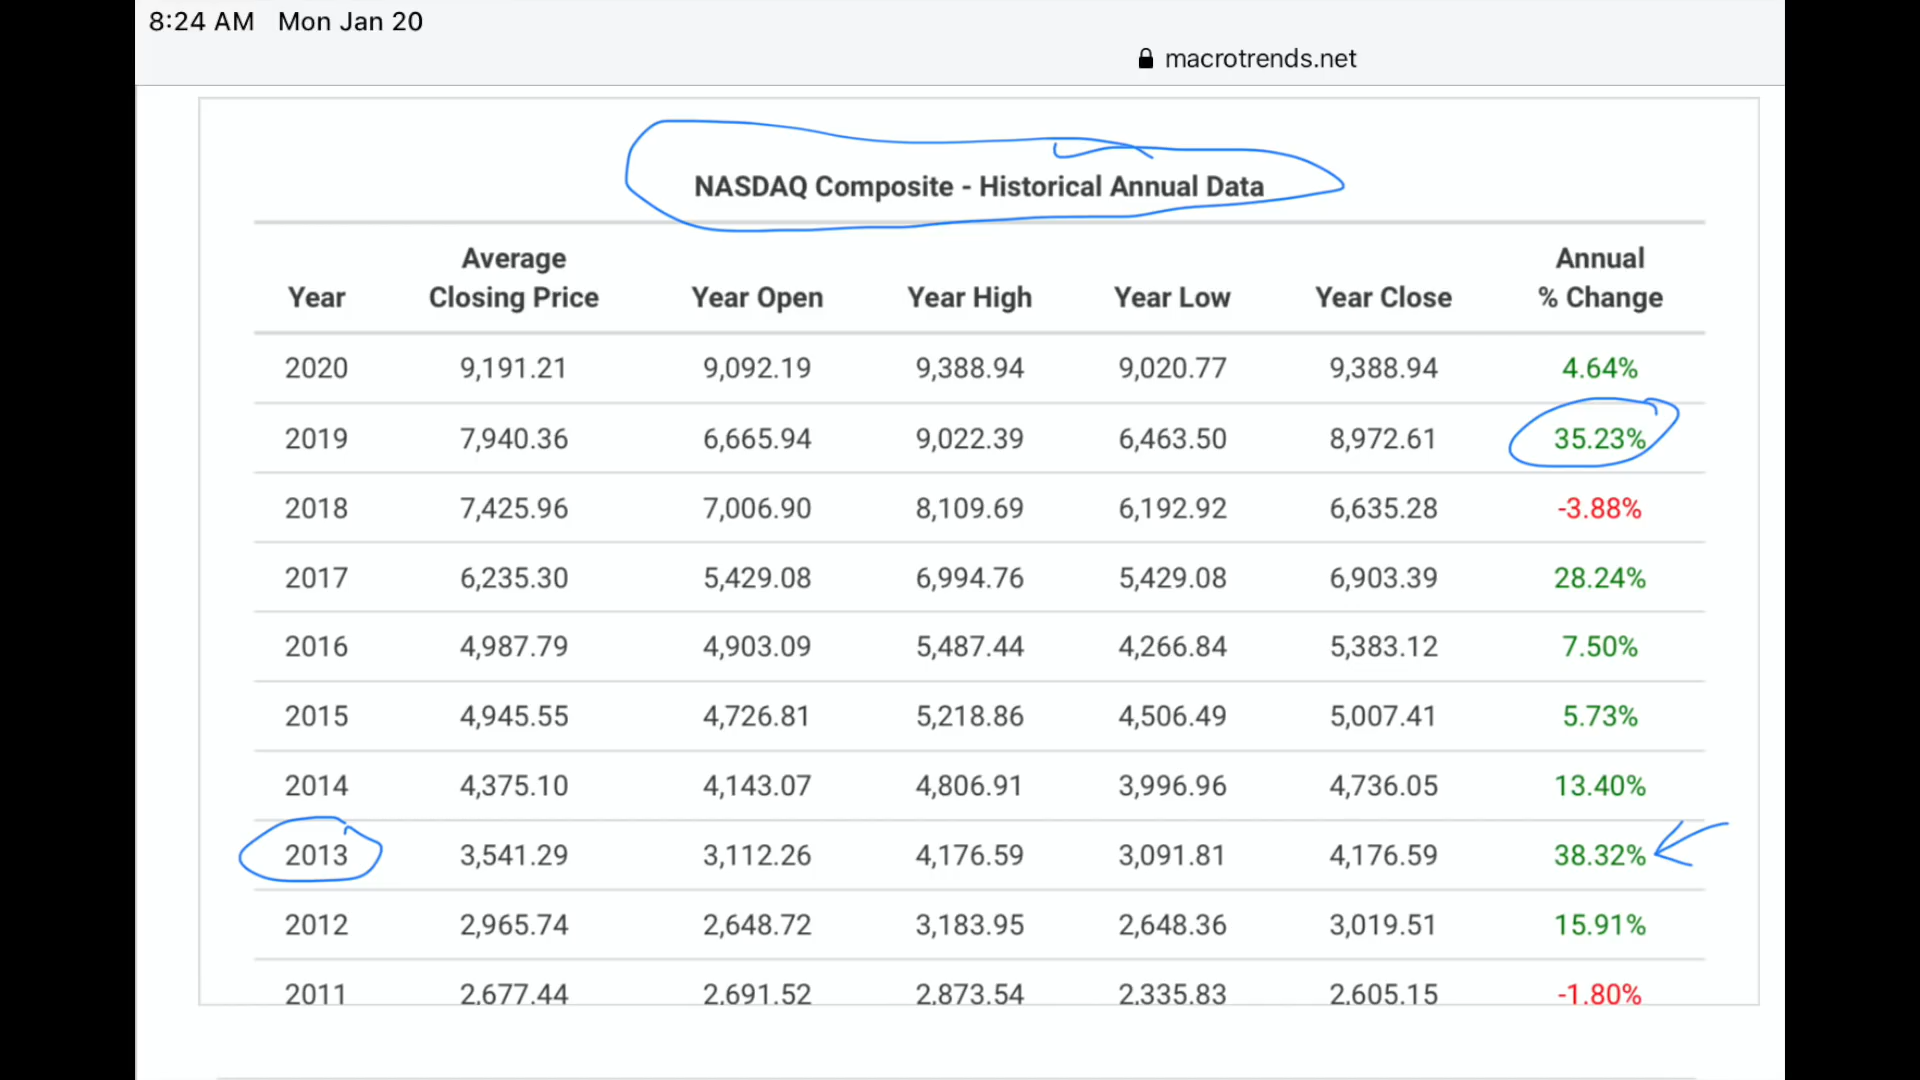 8:24 AM Mon Jan 20
macrotrends.net
NASDAQ Composite - Historical Annual Data
Year Average Closing Price Year Open Year High Year Low Year Close Annual % Change
2020 9,191.21 9,092.19 9,388.94 9,020.77 9,388.94 4.64%
2019 7,940.36 6,665.94 9,022.39 6,463.50 8,972.61 35.23%
2018 7,425.96 7,006.90 8,109.69 6,192.92 6,635.28 -3.88%
2017 6,235.30 5,429.08 6,994.76 5,429.08 6,903.39 28.24%
2016 4,987.79 4,903.09 5,487.44 4,266.84 5,383.12 7.50%
2015 4,945.55 4,726.81 5,218.86 4,506.49 5,007.41 5.73%
2014 4,375.10 4,143.07 4,806.91 3,996.96 4,736.05 13.40%
2013 3,541.29 3,112.26 4,176.59 3,091.81 4,176.59 38.32%
2012 2,965.74 2,648.72 3,183.95 2,648.36 3,019.51 15.91%
2011 2,677.44 2,691.52 2,873.54 2,335.83 2,605.15 -1.80%